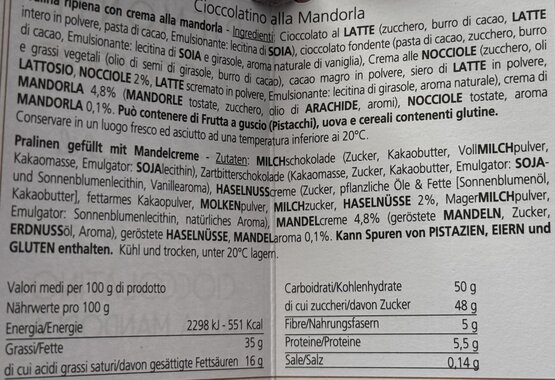 Cioccolatino alla Mandorla
ripiena con crema alla mandorla - Ingredienti: Cioccolato al LATTE (zucchero, burro di cacao, LATTE
intero in polvere, pasta di cacao, Emulsionante: lecitina di SOIA), cioccolato fondente (pasta di cacao, zucchero, burro
di cacao, Emulsionante: lecitina di SOIA e girasole, aroma naturale di vaniglia), Crema alle NOCCIOLE (zucchero, oli
e grassi vegetali (olio di semi di girasole, burro di cacao), cacao magro in polvere, siero di LATTE in polvere,
LATTOSIO, NOCCIOLE 2%, LATTE scremato in polvere, Emulsionante: lecitina di girasole, aroma naturale), crema di
MANDORLA 4,8% (MANDORLE tostate, zucchero, olio di ARACHIDE, aromi), NOCCIOLE tostate, aroma
MANDORLA 0,1%. Può contenere di Frutta a guscio (Pistacchi), uova e cereali contenenti glutine.
Conservare in un luogo fresco ed asciutto ad una temperatura inferiore ai 20°C.
Pralinen gefüllt mit Mandelcreme - Zutaten: MILCHschokolade (Zucker, Kakaobutter, VollMILCHpulver,
Kakaomasse, Emulgator: SOJAlecithin), Zartbitterschokolade (Kakaomasse, Zucker, Kakaobutter, Emulgator: SOJA-
und Sonnenblumenlecithin, Vanillearoma), HASELNUSScreme (Zucker, pflanzliche Öle & Fette [Sonnenblumenöl,
Kakaobutter], fettarmes Kakaopulver, MOLKENpulver, MILCHzucker, HASELNÜSSE 2%, MagerMILCHpulver,
Emulgator: Sonnenblumenlecithin, natürliches Aroma), MANDELcreme 4,8% (geröstete MANDELN, Zucker,
ERDNUSSöl, Aroma), geröstete HASELNÜSSE, MANDELaroma 0,1%. Kann Spuren von PISTAZIEN, EIERN und
GLUTEN enthalten. Kühl und trocken, unter 20°C lagern.
Valori medi per 100 g di prodotto
Nährwerte pro 100 g
Energia/Energie 2298 kJ - 551 Kcal
Grassi/Fette 35 g
di cui acidi grassi saturi/davon gesättigte Fettsäuren 16 g
Carboidrati/Kohlenhydrate 50 g
di cui zuccheri/davon Zucker 48 g
Fibre/Nahrungsfasern 5 g
Proteine/Proteine 5,5 g
Sale/Salz 0,14 g